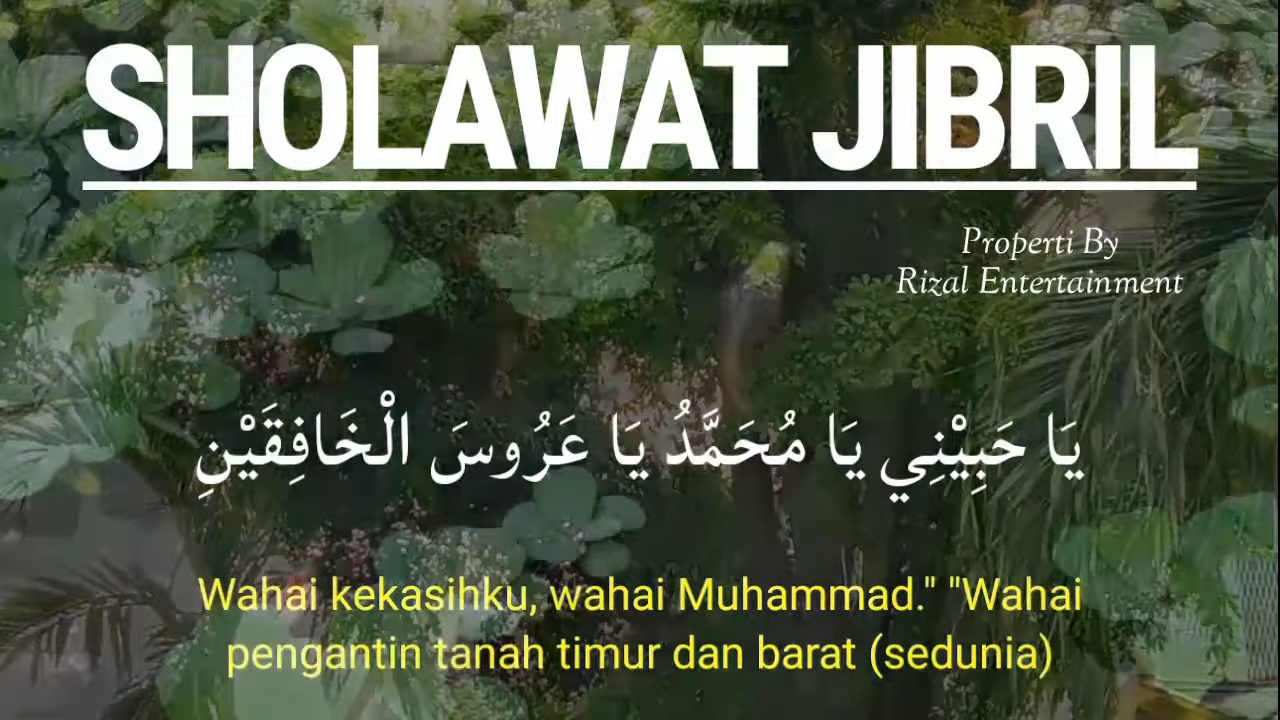 SHOLAWAT JIBRIL
Properti By
Rizal Entertainment
يَا حَبِيْنِي يَا مُحَمَّدُ يَا عَرُوسَ الْخَافِقَيْنِ
Wahai kekasihku, wahai Muhammad." "Wahai
pengantin tanah timur dan barat (sedunia)